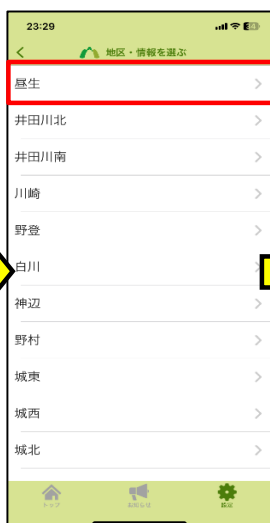 23:29
地区・情報を選ぶ
昼生
井田川北
井田川南
川崎
野登
白川
神辺
野村
城東
城西
城北
トップ
お知らせ
設定